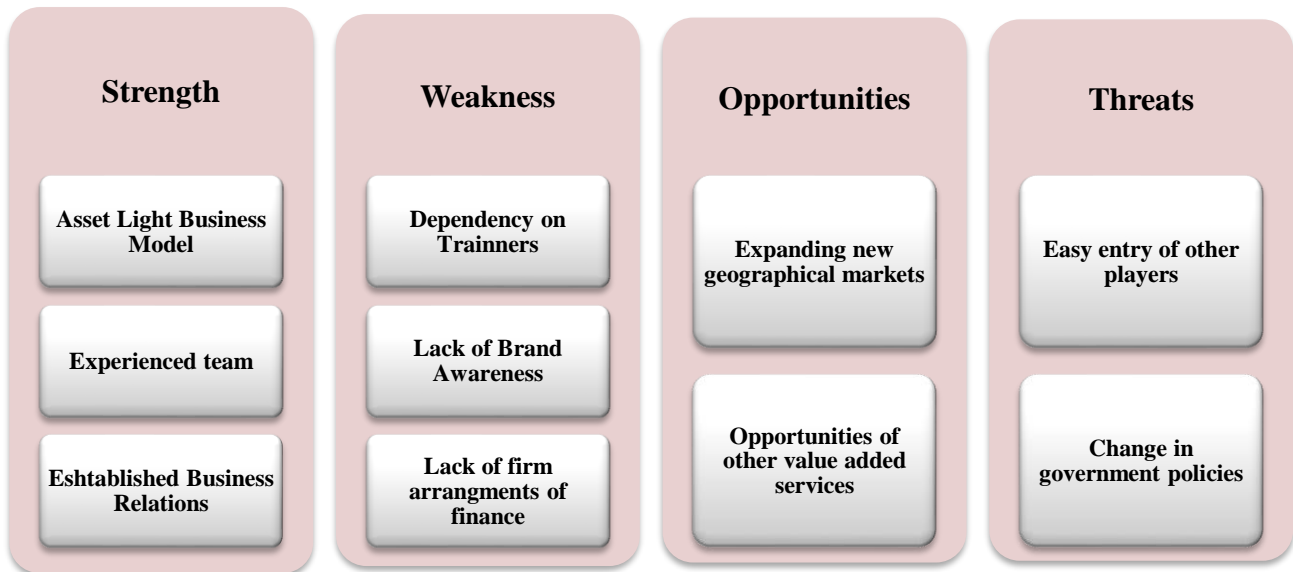 Strength
Asset Light Business
Model
Experienced team
Eshtablished Business
Relations
Weakness
Dependency on
Trainners
Lack of Brand
Awareness
Lack of firm
arrangments of
finance
Opportunities
Expanding new
geographical markets
Opportunities of
other value added
services
Threats
Easy entry of other
players
Change in
government policies